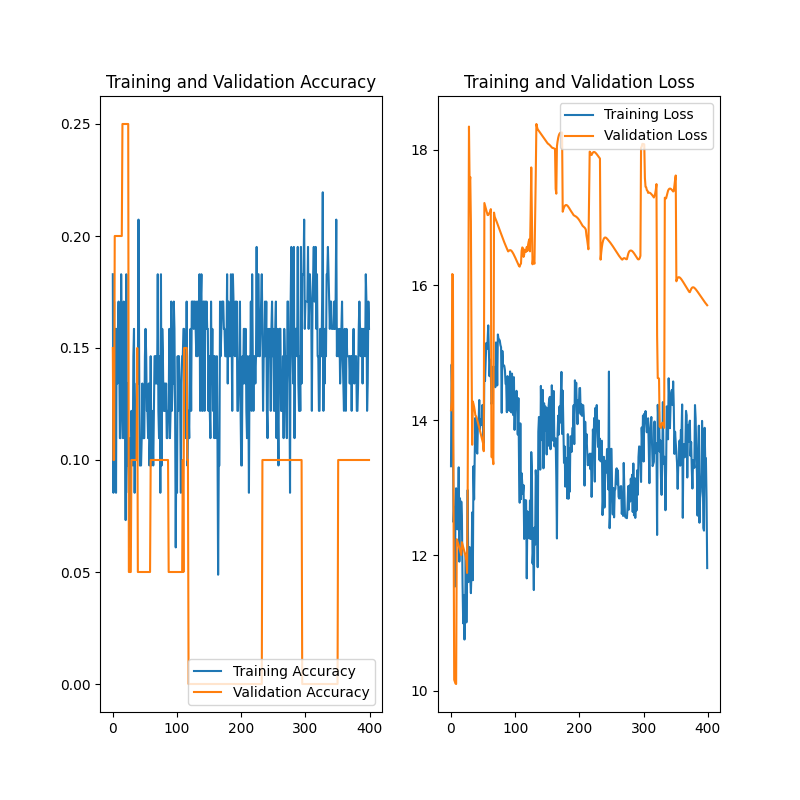 Training and Validation Accuracy
0.25
0.20
0.15
0.10
0.05
0.00
0 100 200 300 400
Training Accuracy
Validation Accuracy
Training and Validation Loss
18
16
14
12
10
0 100 200 300 400
Training Loss
Validation Loss